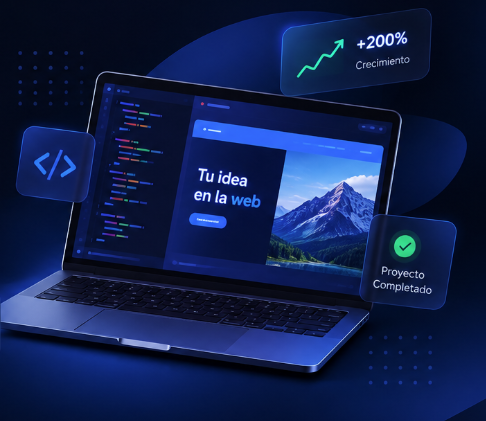 +200%
Crecimiento
</>
Tu idea
en la web
Proyecto
Completado